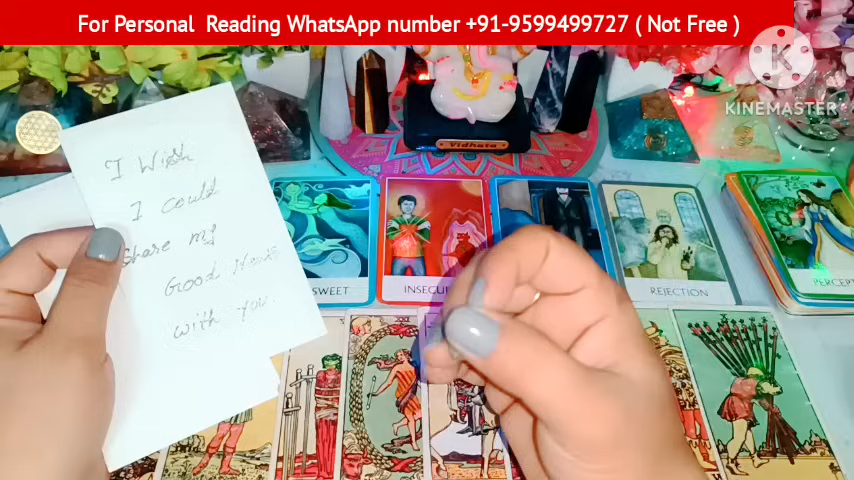 For Personal Reading WhatsApp number +91-9599499727 ( Not Free )
K
KINEMASTER
Vidhata
I Wish
I could
Share my
Good News
with you
SWEET
INSECU
REJECTION
PERCEP